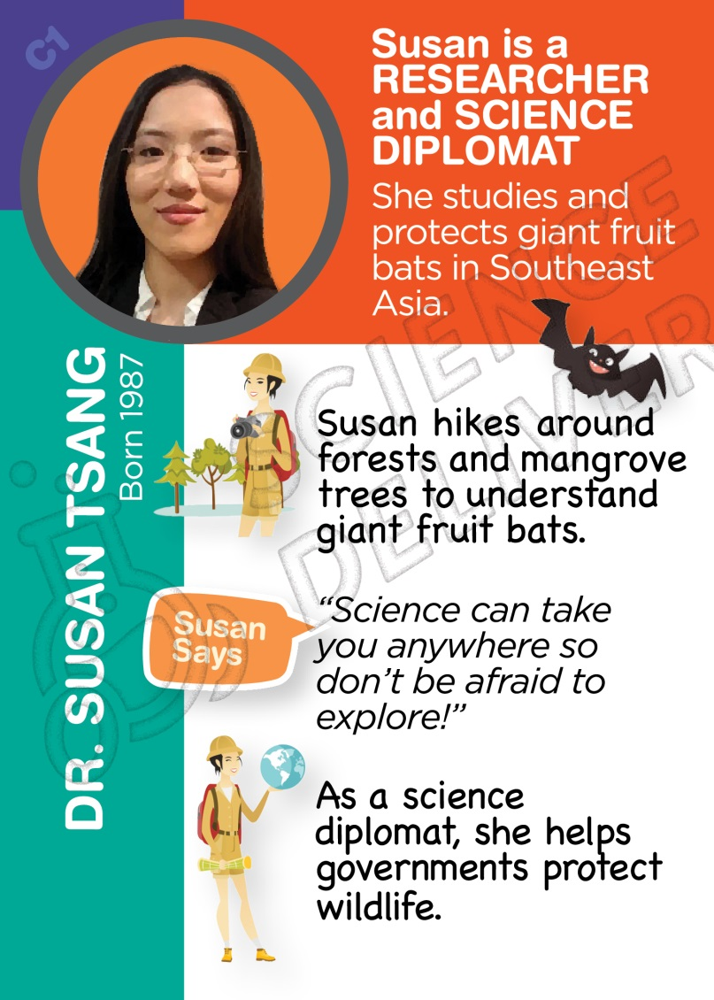 C1
Susan is a
RESEARCHER
and SCIENCE
DIPLOMAT
She studies and
protects giant fruit
bats in Southeast
Asia.
DR. SUSAN TSANG
Born 1987
Susan hikes around
forests and mangrove
trees to understand
giant fruit bats.
Susan
Says
“Science can take
you anywhere so
don’t be afraid to
explore!”
As a science
diplomat, she helps
governments protect
wildlife.
SCIENCE
DELIVER